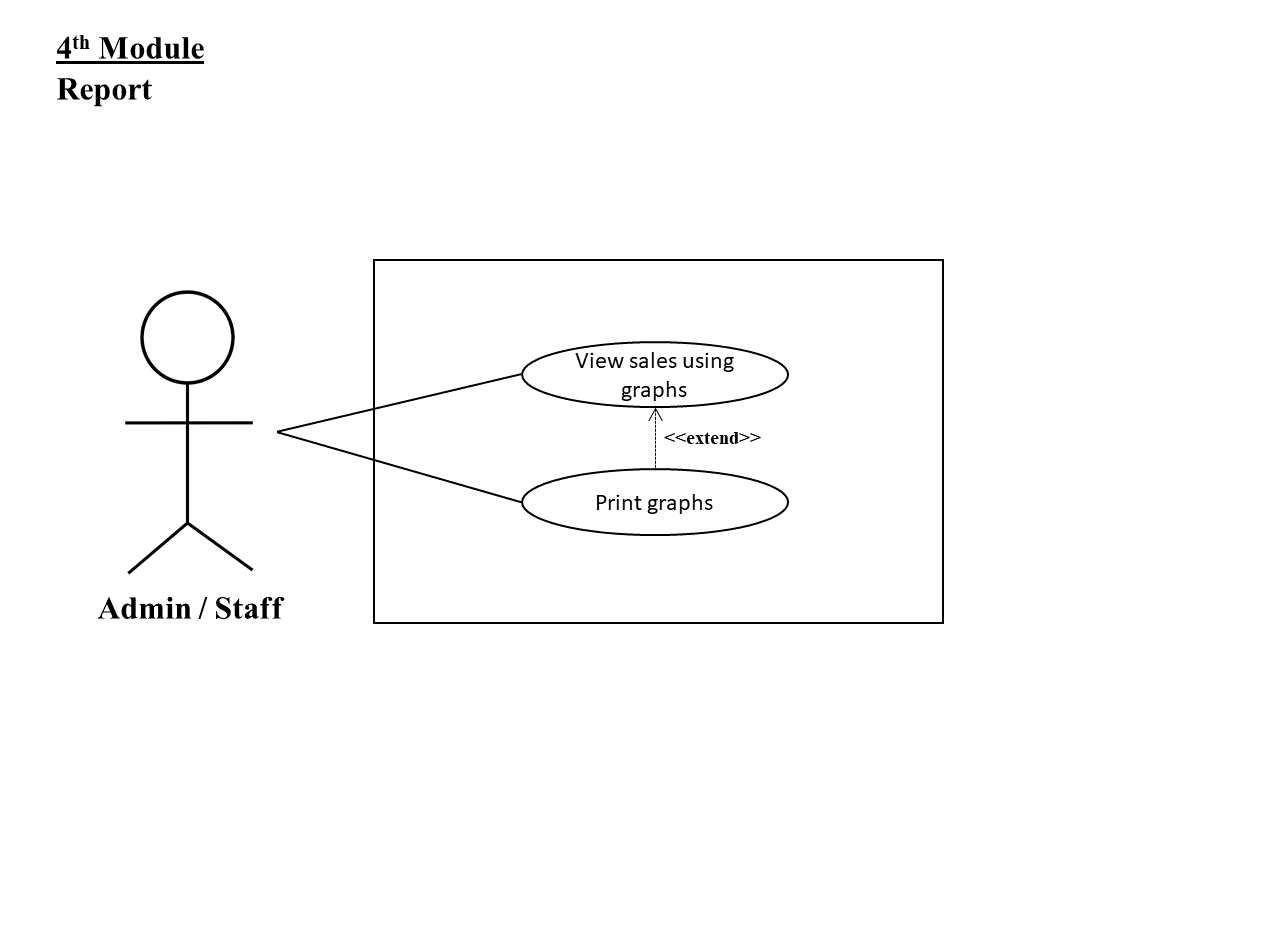 4th Module
Report
View sales using
graphs
<<extend>>
Print graphs
Admin / Staff